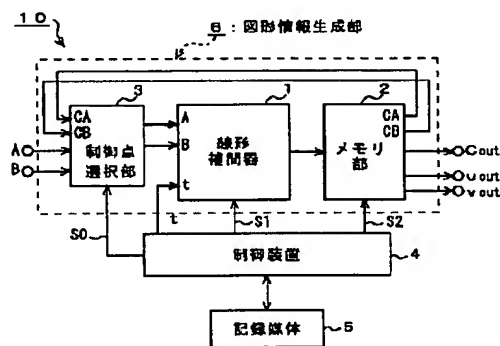 10
6:図形情報生成部
3
1
2
CA
CB
A
B
制御点
選択部
A
B
t
線形
補間器
CA
CB
メモリ
部
Cout
uout
vout
S0
t
S1
S2
制御装置
4
記録媒体
5